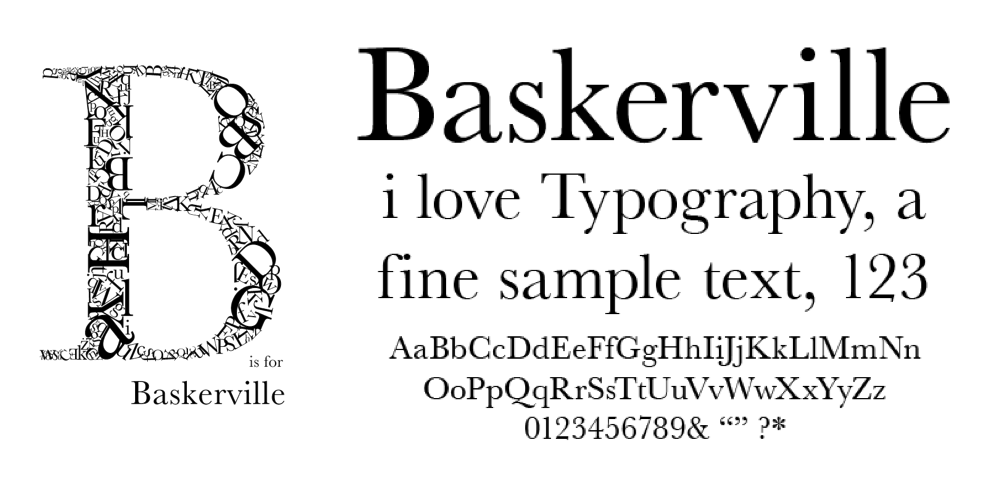 is for
Baskerville
Baskerville
i love Typography, a
fine sample text, 123
AaBbCcDdEeFfGgHhIiJjKkLlMmNn
OoPpQqRrSsTtUuVvWwXxYyZz
0123456789& “” ?*